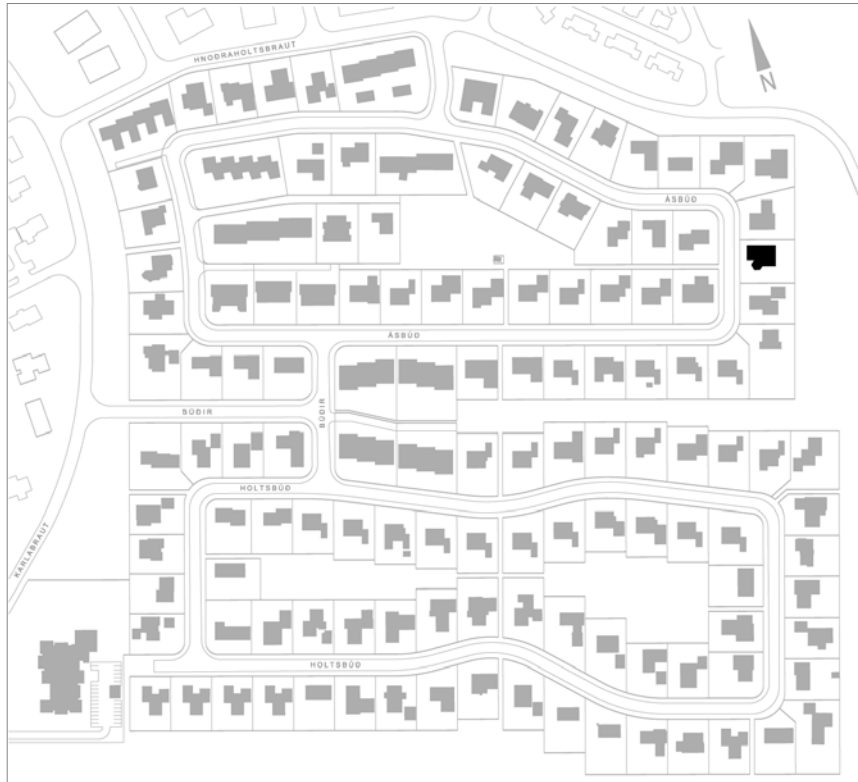 HNOÐRAHOLTSBRAUT
N
ÁSBÚÐ
ÁSBÚÐ
BÚÐIR
BÚÐIR
HOLTSBÚÐ
KARLABRAUT
HOLTSBÚÐ